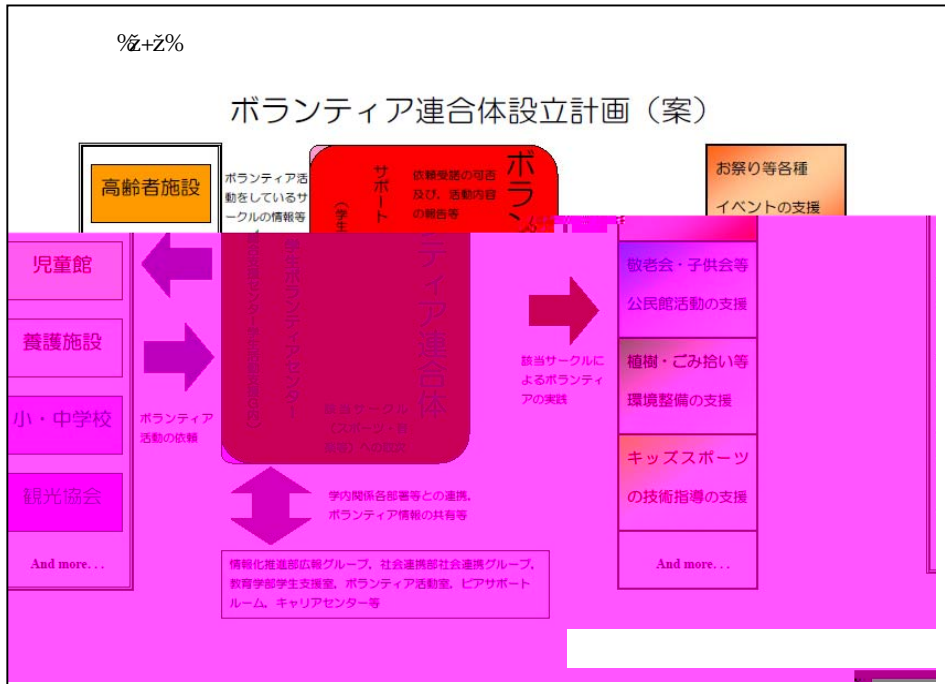 ボランティア連合体設立計画（案）
高齢者施設
児童館
養護施設
小・中学校
観光協会
And more...
ボランティア活
動をしているサ
ークルの情報等
ボランティア
活動の依頼
ボランティア連合体
サポート
依頼受諾の可否
及び，活動内容
の報告等
学生ボランティアセンター
該当サークル
該当サークルに
よるボランティ
アの実践
お祭り等各種
イベントの支援
敬老会・子供会等
公民館活動の支援
植樹・ごみ拾い等
環境整備の支援
キッズスポーツ
の技術指導の支援
And more...
学内関係各部署等との連携，
ボランティア情報の共有等
情報化推進部広報グループ，社会連携部社会連携グループ，
教育学部学生支援室，ボランティア活動室，ピアサポート
ルーム，キャリアセンター等